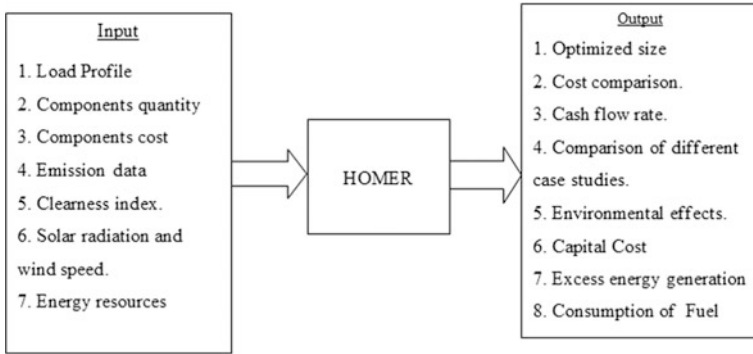 Input
1. Load Profile
2. Components quantity
3. Components cost
4. Emission data
5. Clearness index.
6. Solar radiation and
wind speed.
7. Energy resources
HOMER
Output
1. Optimized size
2. Cost comparison.
3. Cash flow rate.
4. Comparison of different
case studies.
5. Environmental effects.
6. Capital Cost
7. Excess energy generation
8. Consumption of Fuel